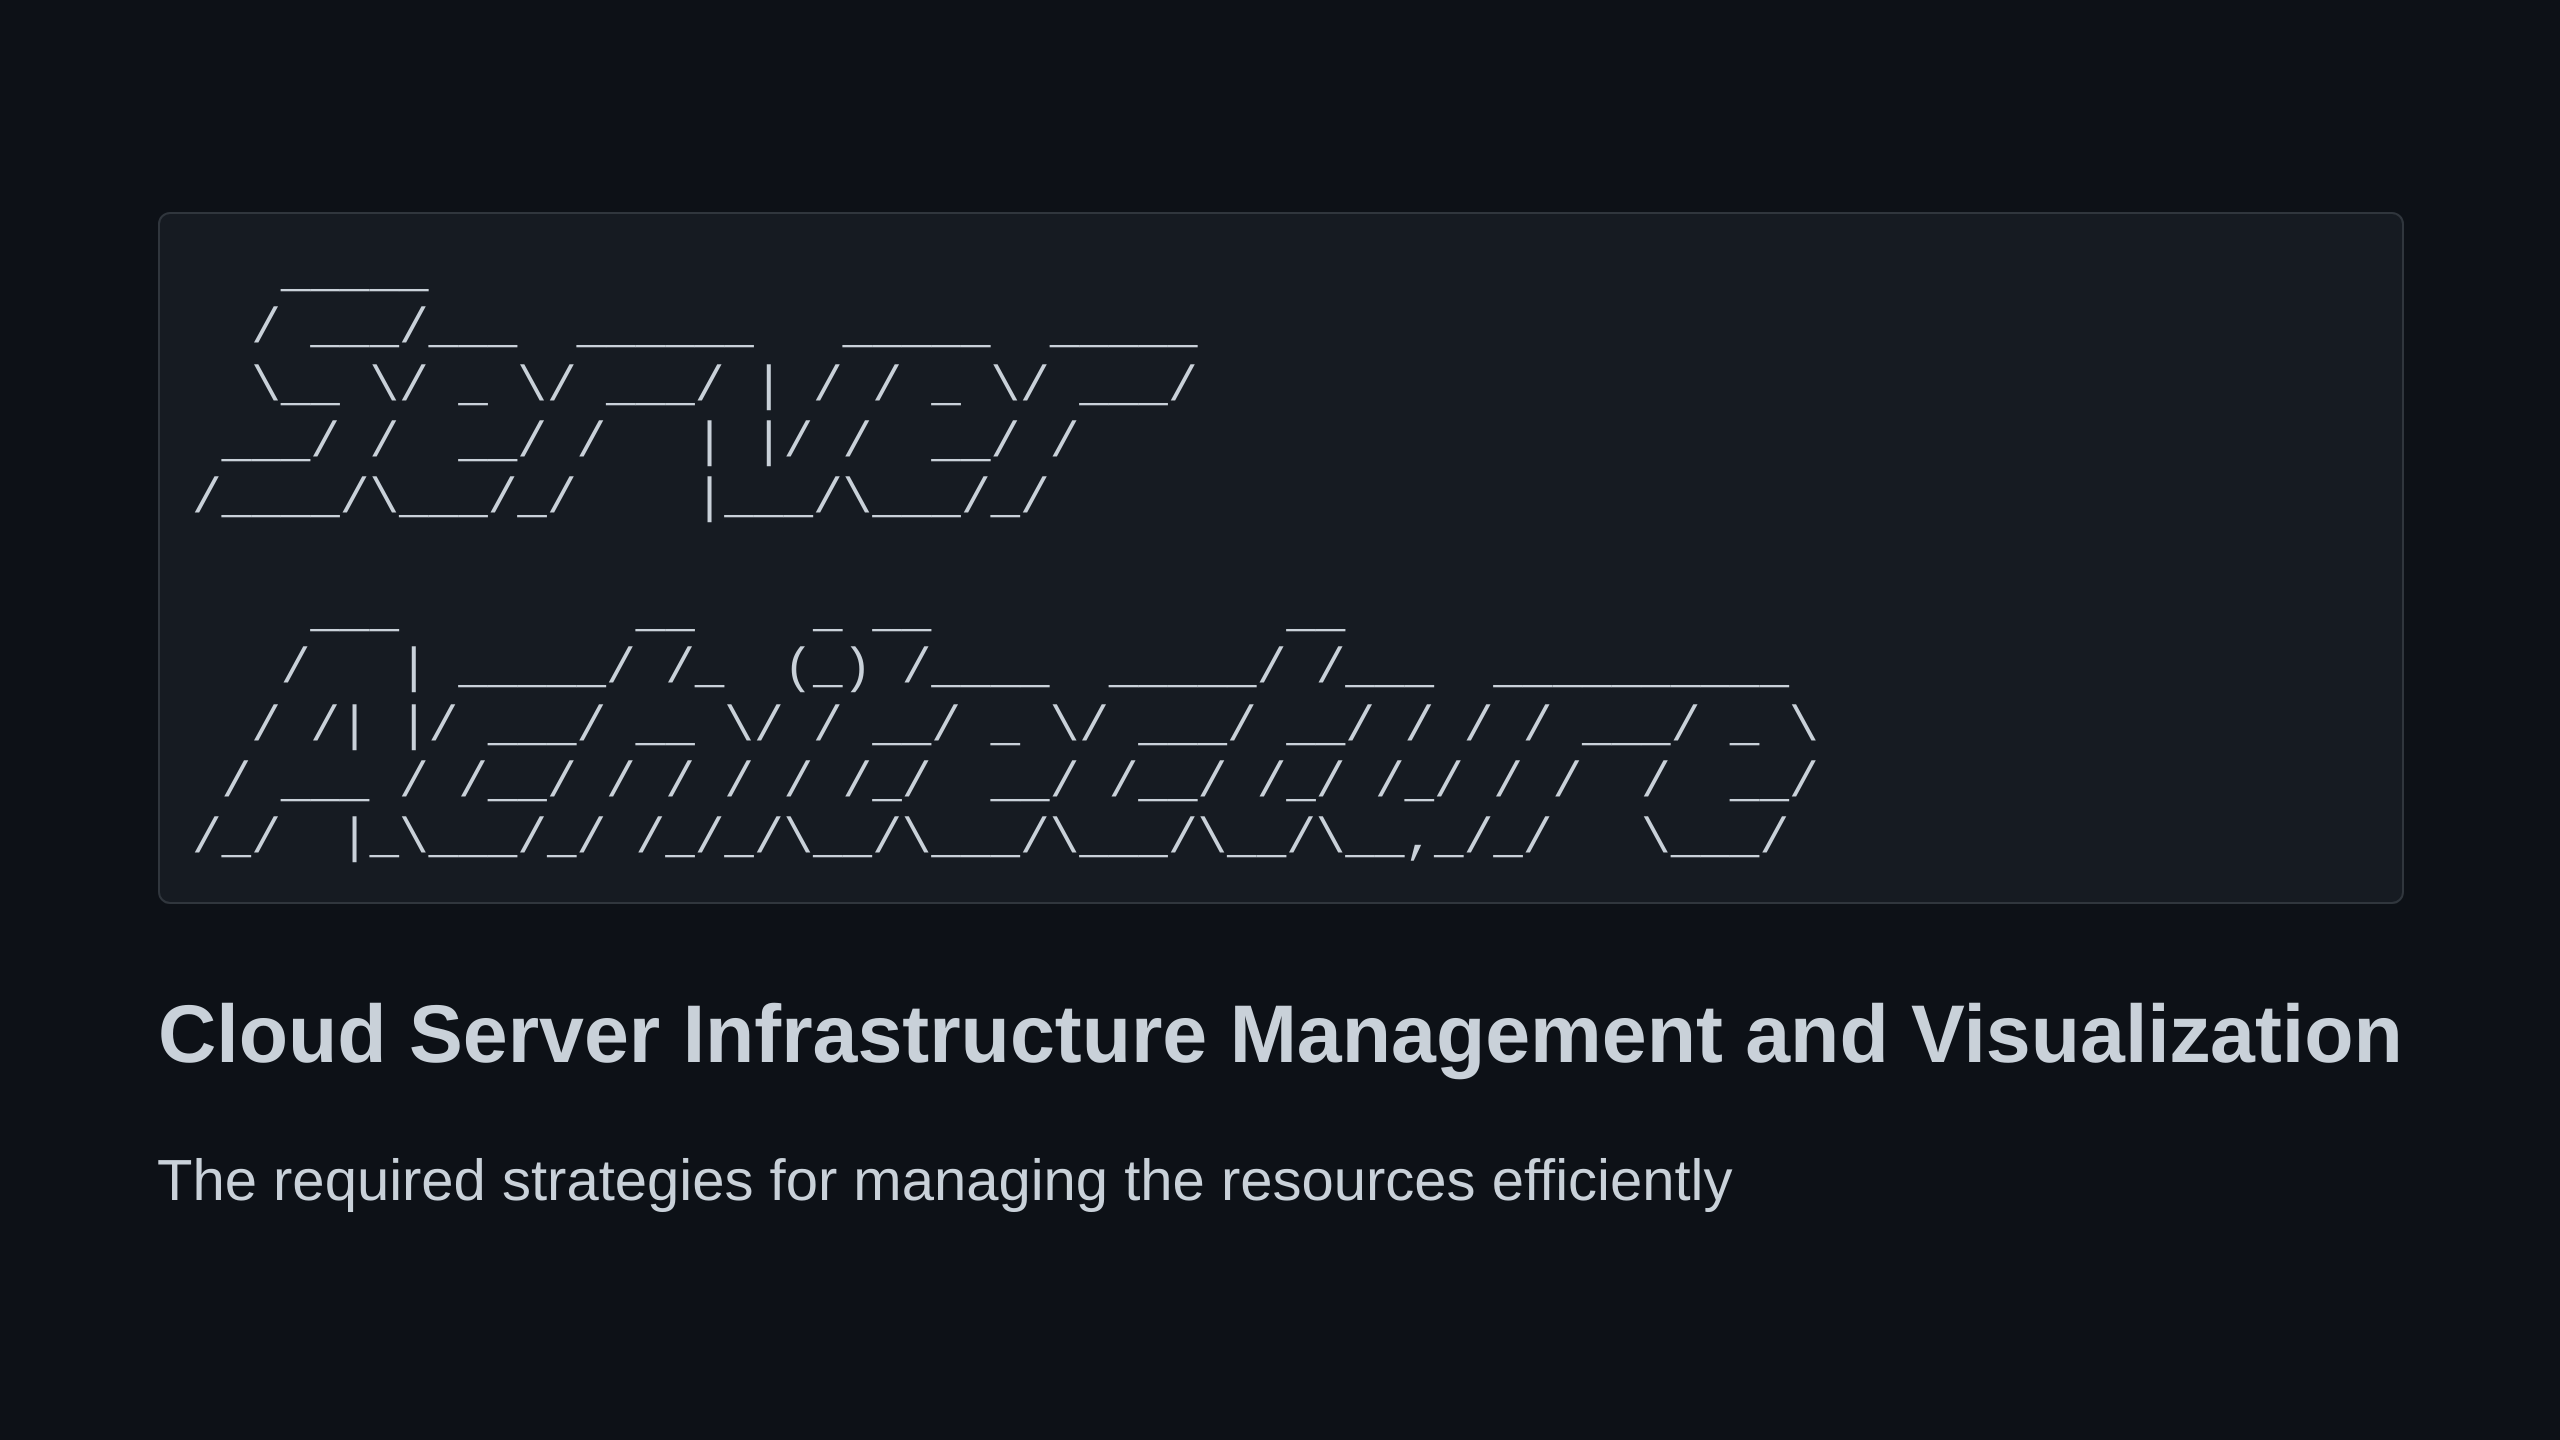 Server
Architecture
Cloud Server Infrastructure Management and Visualization
The required strategies for managing the resources efficiently